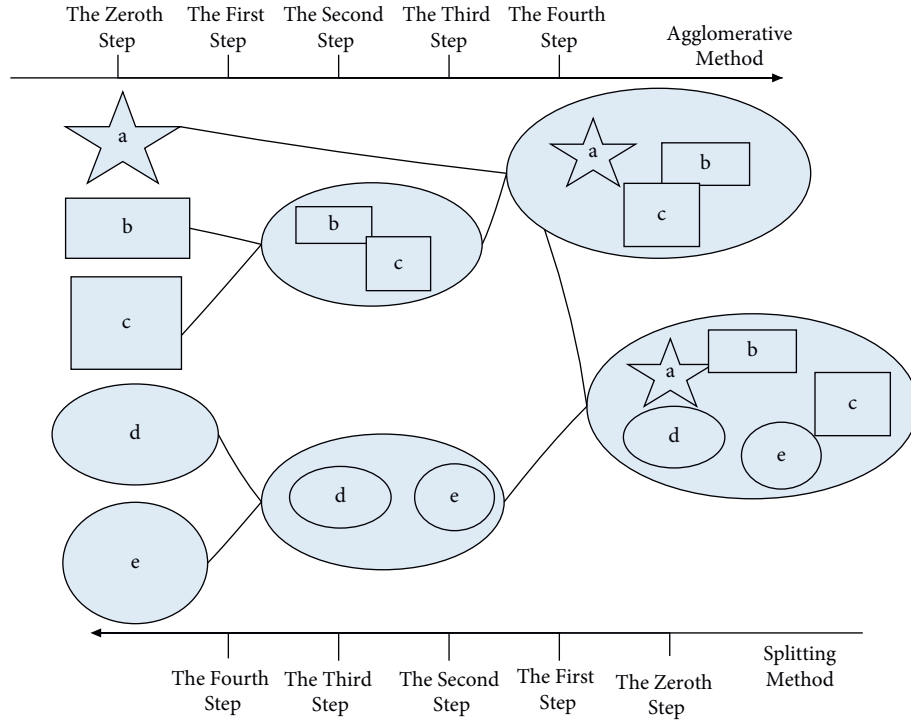 The Zeroth
Step
The First
Step
The Second
Step
The Third
Step
The Fourth
Step
Agglomerative
Method
a
b
c
d
e
b
c
d
e
a
b
c
a
b
c
d
e
The Fourth
Step
The Third
Step
The Second
Step
The First
Step
The Zeroth
Step
Splitting
Method